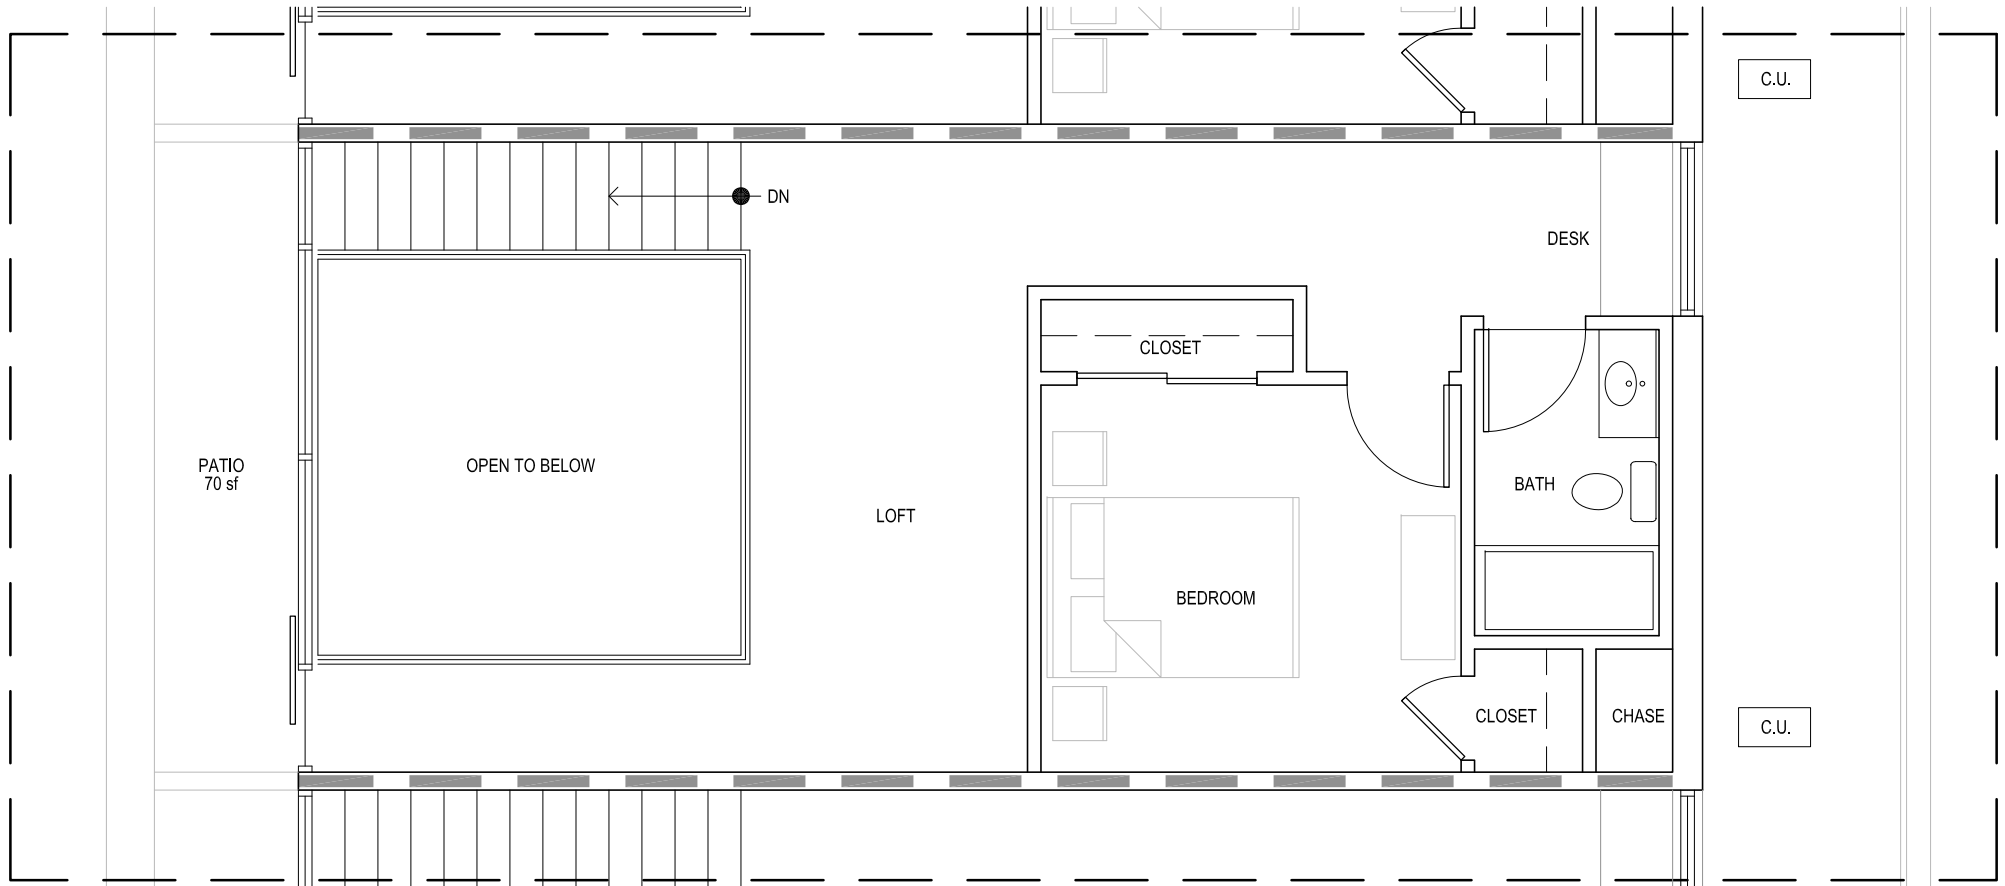 C.U.
DN
DESK
CLOSET
PATIO
70 sf
OPEN TO BELOW
BATH
LOFT
BEDROOM
CLOSET
CHASE
C.U.